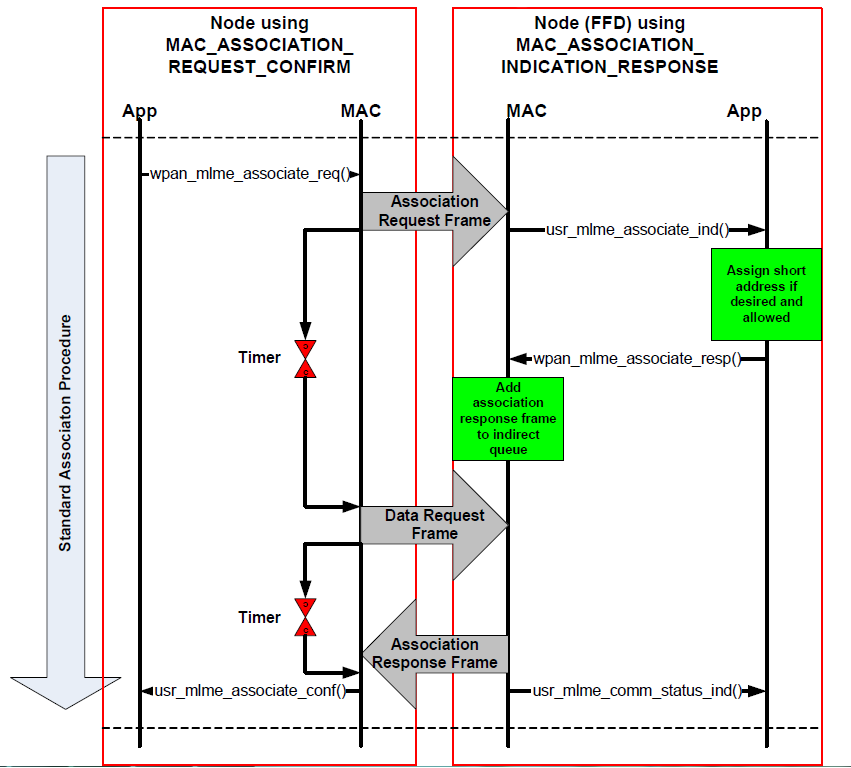 Node using
MAC_ASSOCIATION_
REQUEST_CONFIRM
Node (FFD) using
MAC_ASSOCIATION_
INDICATION_RESPONSE
App
MAC
MAC
App
wpan_mlme_associate_req()
Association
Request Frame
usr_mlme_associate_ind()
Assign short
address if
desired and
allowed
Timer
wpan_mlme_associate_resp()
Add
association
response frame
to indirect
queue
Standard Associaton Procedure
Data Request
Frame
Timer
Association
Response Frame
usr_mlme_associate_conf()
usr_mlme_comm_status_ind()